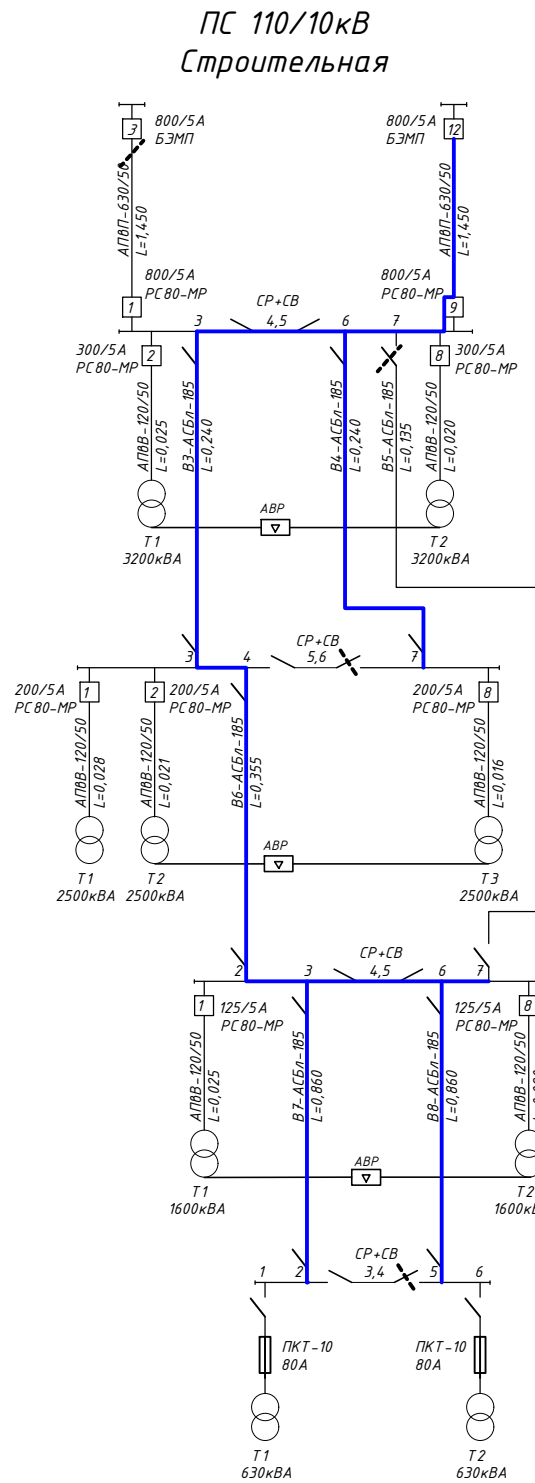 ПС 110/10кВ
Строительная
3
800/5А
БЭМП
12
800/5А
БЭМП
АПвП-630/50
L=1,450
АПвП-630/50
L=1,450
1
800/5А
РС80-МР
800/5А
РС80-МР
9
3
СР+СВ
4,5
6
7
300/5А
РС80-МР
2
8
300/5А
РС80-МР
АПвВ-120/50
L=0,025
В3-АСБл-185
L=0,240
В4-АСБл-185
L=0,240
В5-АСБл-185
L=0,135
АПвВ-120/50
L=0,020
АВР
Т1
3200кВА
Т2
3200кВА
3
4
СР+СВ
5,6
7
200/5А
РС80-МР
1
2
200/5А
РС80-МР
200/5А
РС80-МР
8
АПвВ-120/50
L=0,028
АПвВ-120/50
L=0,021
В6-АСБл-185
L=0,355
АПвВ-120/50
L=0,016
АВР
Т1
2500кВА
Т2
2500кВА
Т3
2500кВА
2
3
СР+СВ
4,5
6
7
1
125/5А
РС80-МР
125/5А
РС80-МР
8
АПвВ-120/50
L=0,025
В7-АСБл-185
L=0,860
В8-АСБл-185
L=0,860
АПвВ-120/50
АВР
Т1
1600кВА
Т2
1600кВА
1
2
СР+СВ
3,4
5
6
ПКТ-10
80А
ПКТ-10
80А
Т1
630кВА
Т2
630кВА